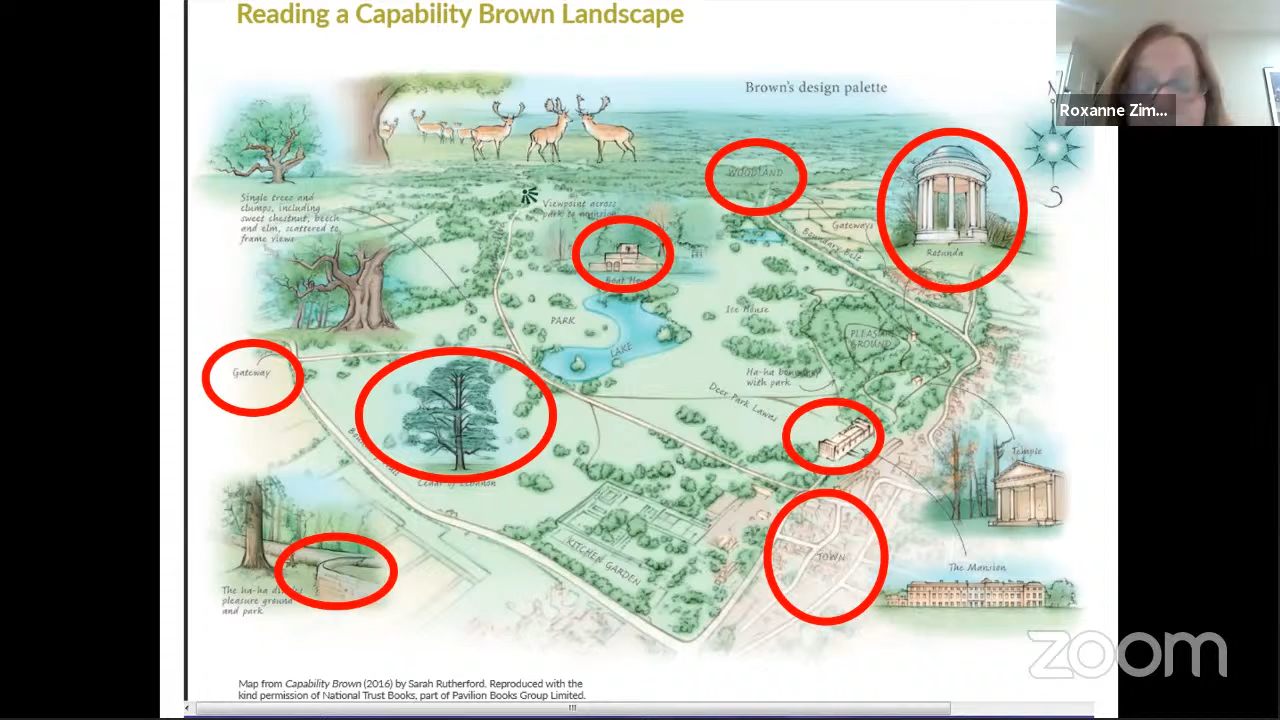 Reading a Capability Brown Landscape
Roxanne Zim...
Brown's design palette
S
Single trees and
clumps, including
sweet chestnut, beech
and elm, scattered to
frame views
Viewpoint across
park to mansion
WOODLAND
Gateways
Boundary Belt
Rotunda
Boat House
PARK
LAKE
Ice House
PLEASURE
GROUND
Ha-ha boundary
with park
Deer Park Lawns
Gateway
Cedar of Lebanon
Temple
KITCHEN GARDEN
TOWN
The Mansion
The ha-ha divides
pleasure ground
and park
zoom
Map from Capability Brown (2016) by Sarah Rutherford. Reproduced with the
kind permission of National Trust Books, part of Pavilion Books Group Limited.